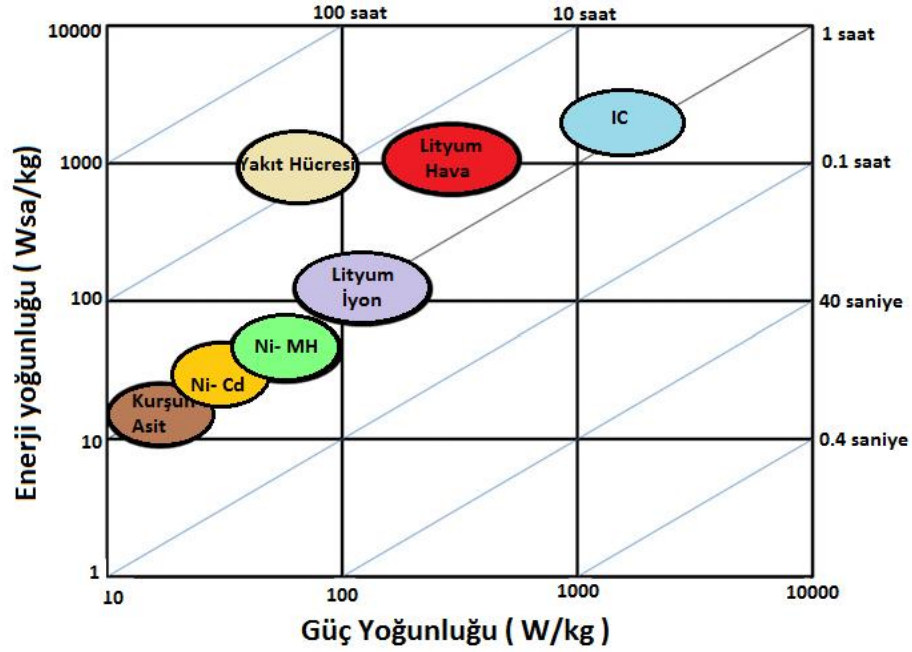 100 saat
10 saat
10000
1 saat
IC
Lityum
Hava
Yakıt Hücresi
1000
0.1 saat
Lityum
İyon
100
40 saniye
Ni- MH
Ni- Cd
Kurşun
Asit
10
0.4 saniye
1
10
100
1000
10000
Enerji yoğunluğu ( Wsa/kg)
Güç Yoğunluğu ( W/kg )